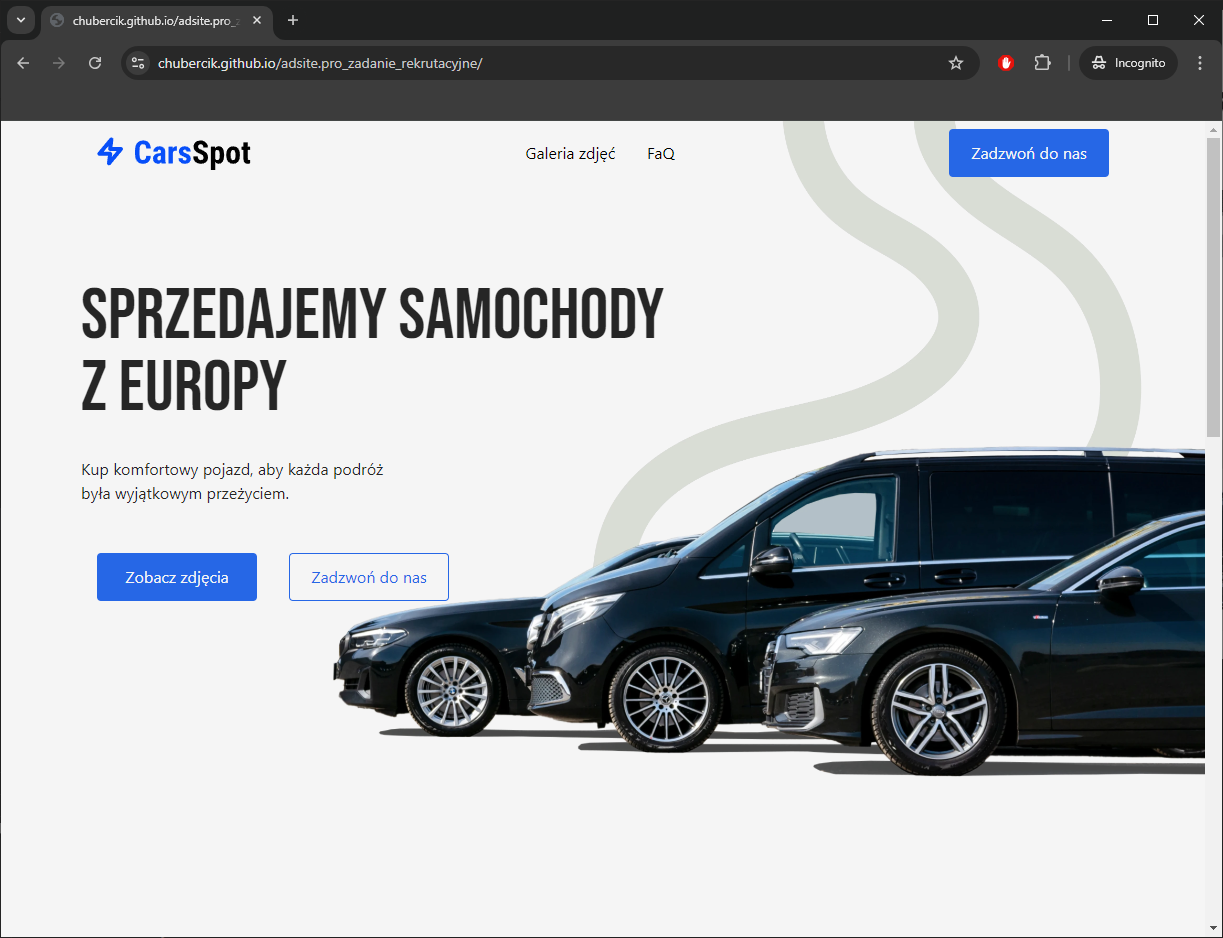 chubercik.github.io/adsite.pro_z
chubercik.github.io/adsite.pro_zadanie_rekrutacyjne/
Incognito
CarsSpot
Galeria zdjęć
FaQ
Zadzwoń do nas
SPRZEDAJEMY SAMOCHODY
Z EUROPY
Kup komfortowy pojazd, aby każda podróż
była wyjątkowym przeżyciem.
Zobacz zdjęcia
Zadzwoń do nas